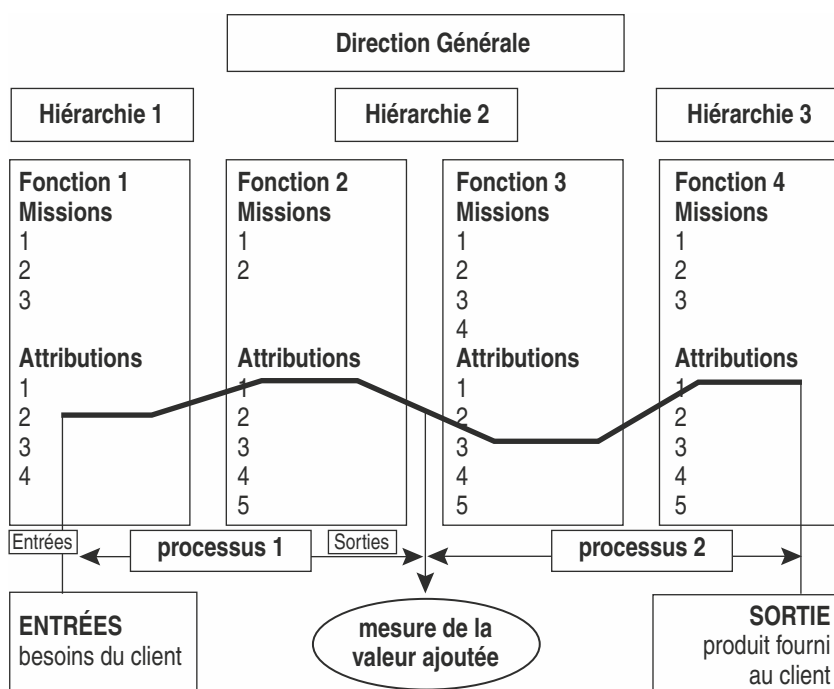 Direction Générale
Hiérarchie 1
Hiérarchie 2
Hiérarchie 3
Fonction 1
Missions
1
2
3
Attributions
1
2
3
4
Fonction 2
Missions
1
2
Attributions
1
2
3
4
5
Fonction 3
Missions
1
2
3
4
Attributions
1
2
3
4
5
Fonction 4
Missions
1
2
3
Attributions
1
2
3
4
5
Entrées
processus 1
Sorties
processus 2
ENTRÉES
besoins du client
mesure de la
valeur ajoutée
SORTIE
produit fourni
au client